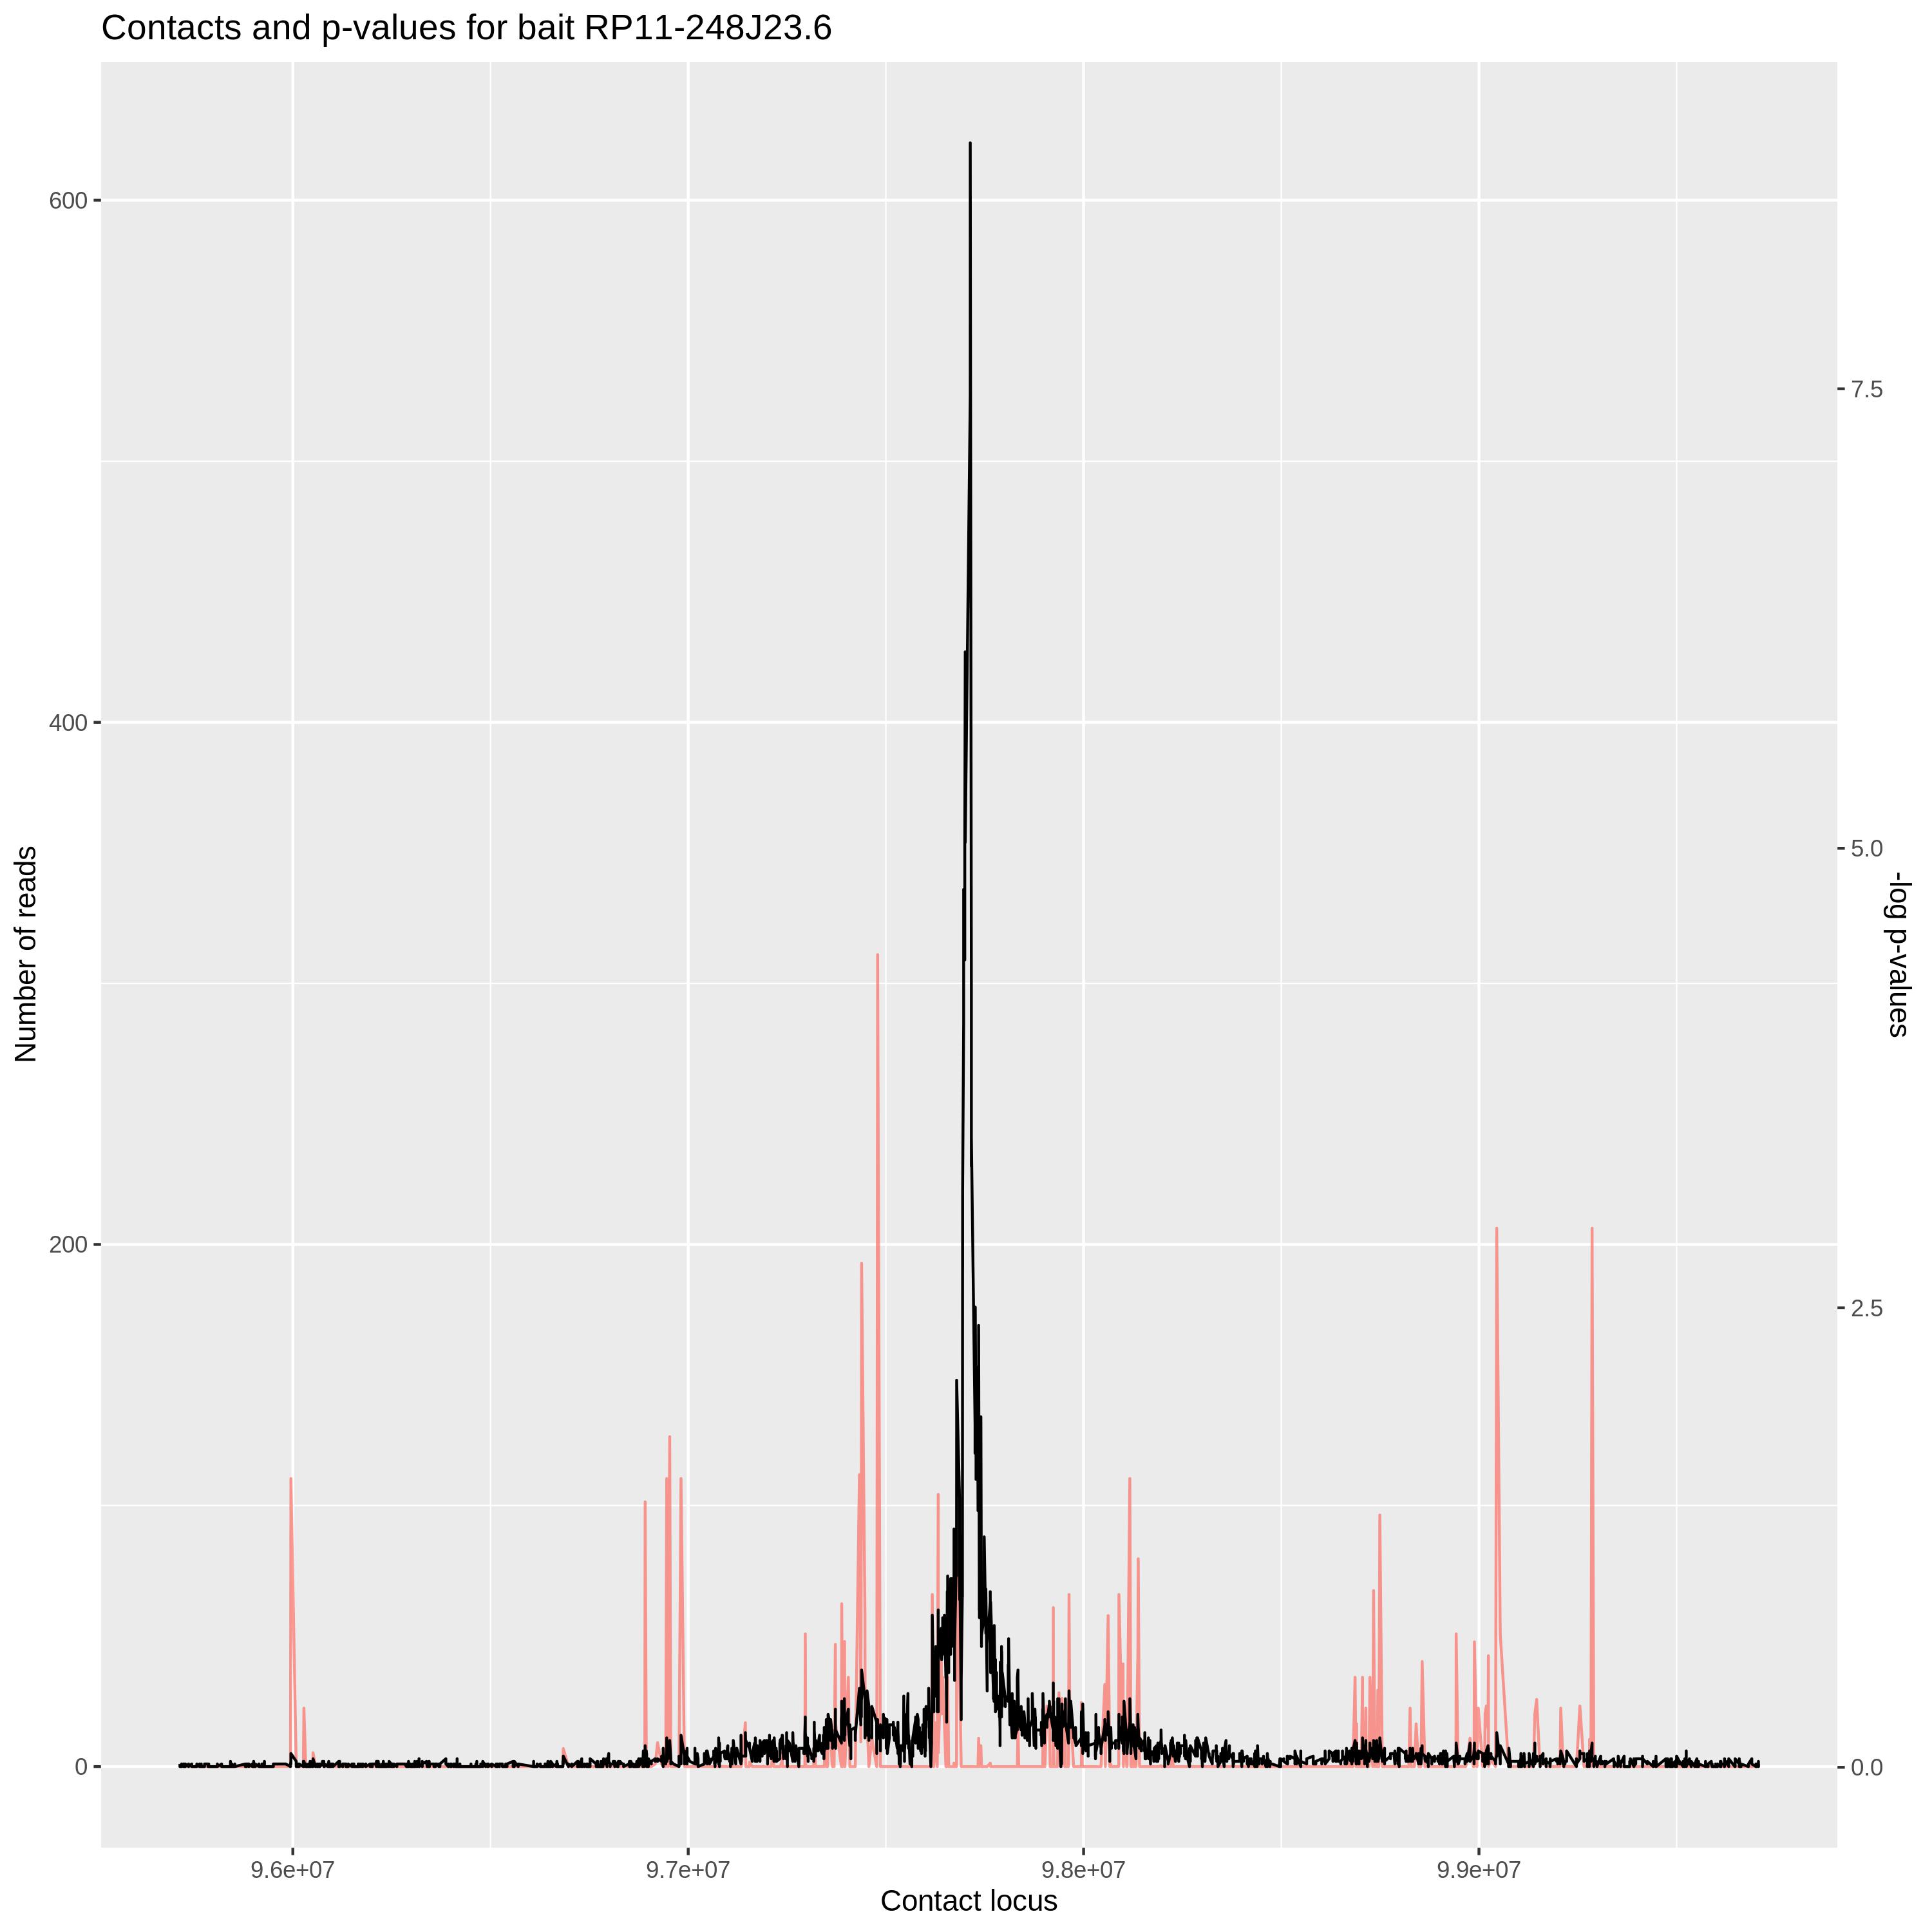 Contacts and p-values for bait RP11-248J23.6
600
400
200
0
Number of reads
7.5
5.0
2.5
0.0
-log p-values
9.6e+07
9.7e+07
9.8e+07
9.9e+07
Contact locus